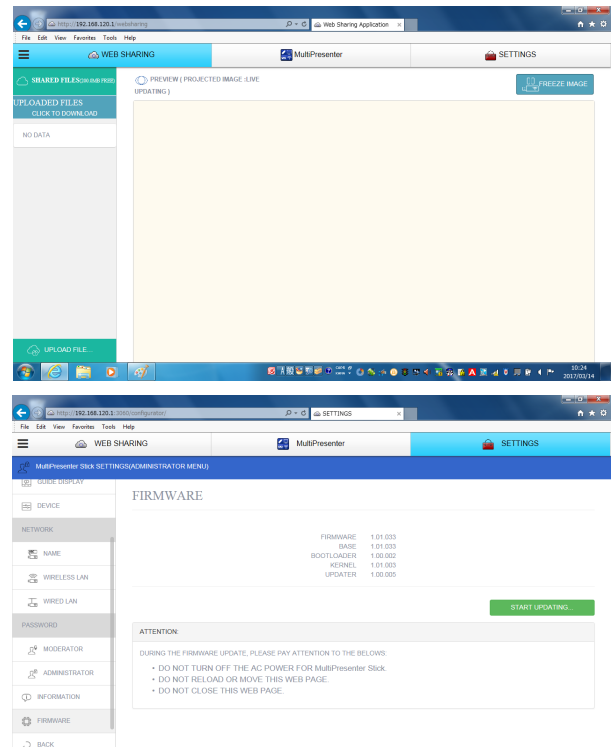 http://192.168.120.1/websharing
Web Sharing Application
File Edit View Favorites Tools Help
WEB SHARING
MultiPresenter
SETTINGS
SHARED FILES
PREVIEW ( PROJECTED IMAGE :LIVE
UPDATING )
FREEZE IMAGE
UPLOADED FILES
CLICK TO DOWNLOAD
NO DATA
UPLOAD FILE...
10:24
2017/03/14
http://192.168.120.1:3080/configurator/
SETTINGS
File Edit View Favorites Tools Help
WEB SHARING
MultiPresenter
SETTINGS
MultiPresenter Stick SETTINGS(ADMINISTRATOR MENU)
GUIDE DISPLAY
DEVICE
NETWORK
NAME
WIRELESS LAN
WIRED LAN
PASSWORD
MODERATOR
ADMINISTRATOR
INFORMATION
FIRMWARE
BACK
FIRMWARE
FIRMWARE 1.01.033
BASE 1.01.033
BOOTLOADER 1.00.002
KERNEL 1.01.003
UPDATER 1.00.005
START UPDATING...
ATTENTION:
DURING THE FIRMWARE UPDATE, PLEASE PAY ATTENTION TO THE BELOWS:
• DO NOT TURN OFF THE AC POWER FOR MultiPresenter Stick.
• DO NOT RELOAD OR MOVE THIS WEB PAGE.
• DO NOT CLOSE THIS WEB PAGE.